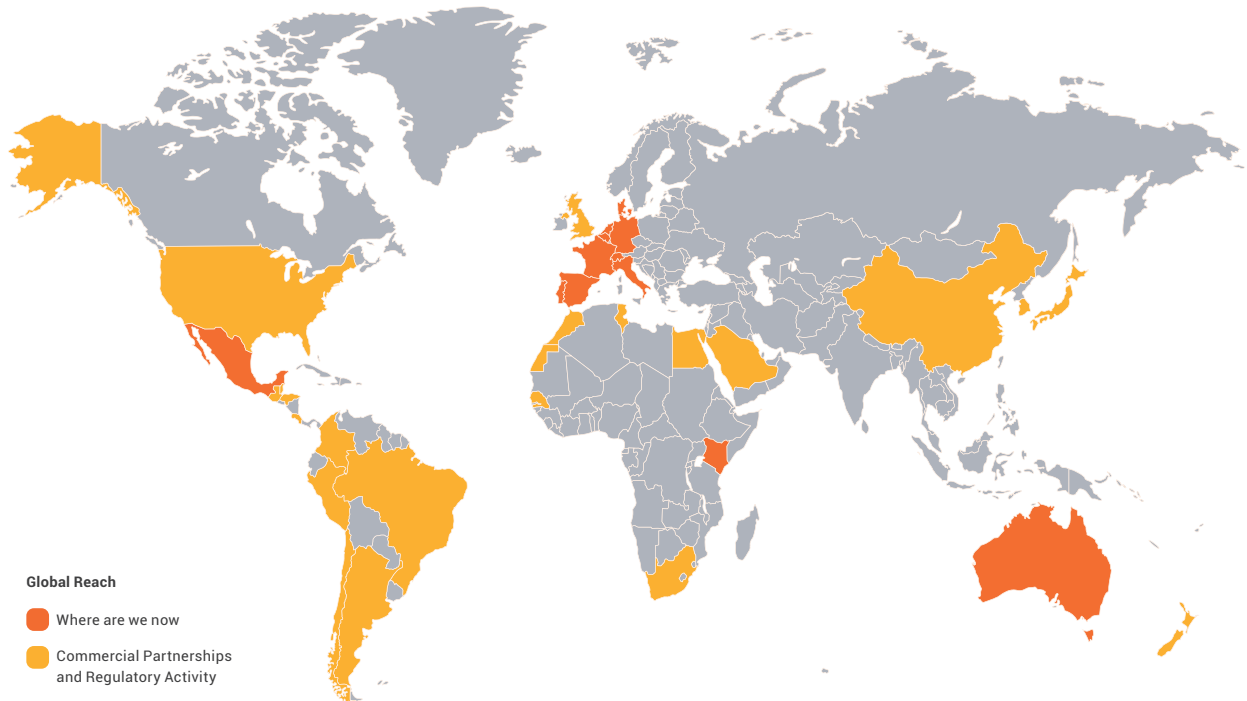 Global Reach
Where are we now
Commercial Partnerships
and Regulatory Activity